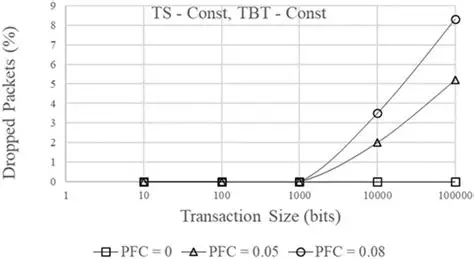 TS - Const, TBT - Const
Dropped Packets (%)
9
8
7
6
5
4
3
2
1
0
1 10 100 1000 10000 100000
Transaction Size (bits)
PFC = 0 PFC = 0.05 PFC = 0.08